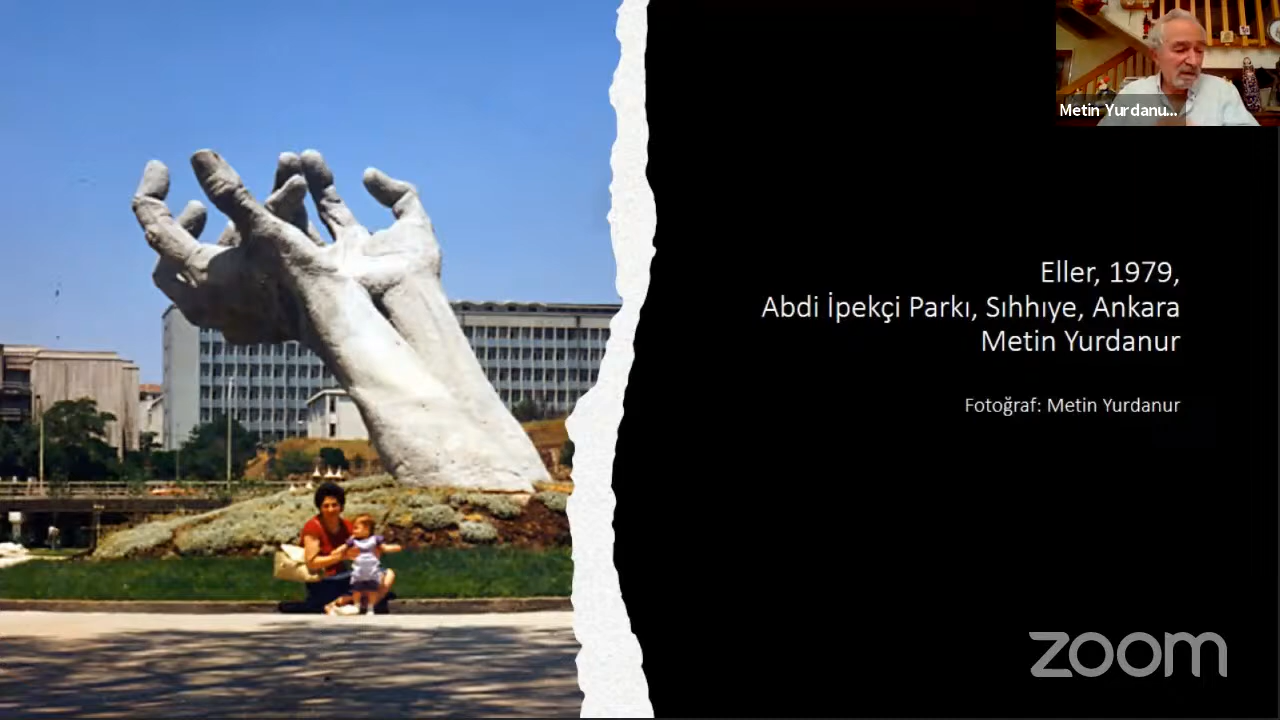 Metin Yurdanu...
Eller, 1979,
Abdi İpekçi Parkı, Sıhhıye, Ankara
Metin Yurdanur
Fotoğraf: Metin Yurdanur
zoom